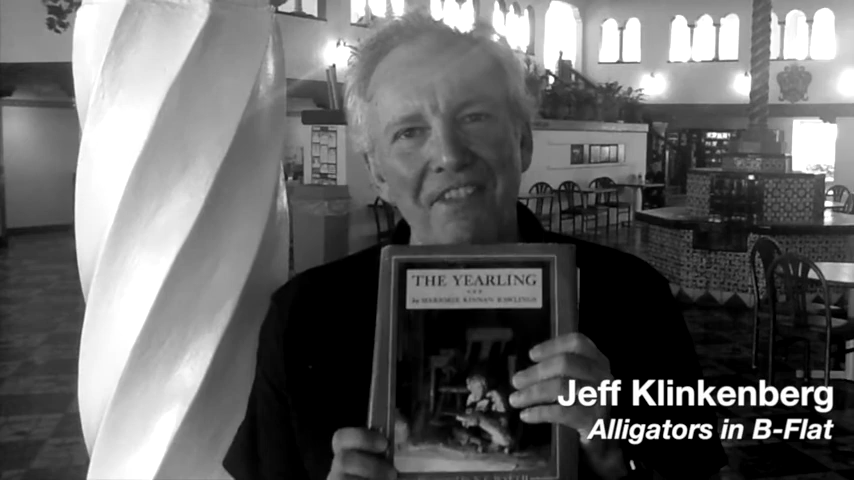 THE YEARLING
by MARJORIE KINNAN RAWLINGS
Jeff Klinkenberg
Alligators in B-Flat